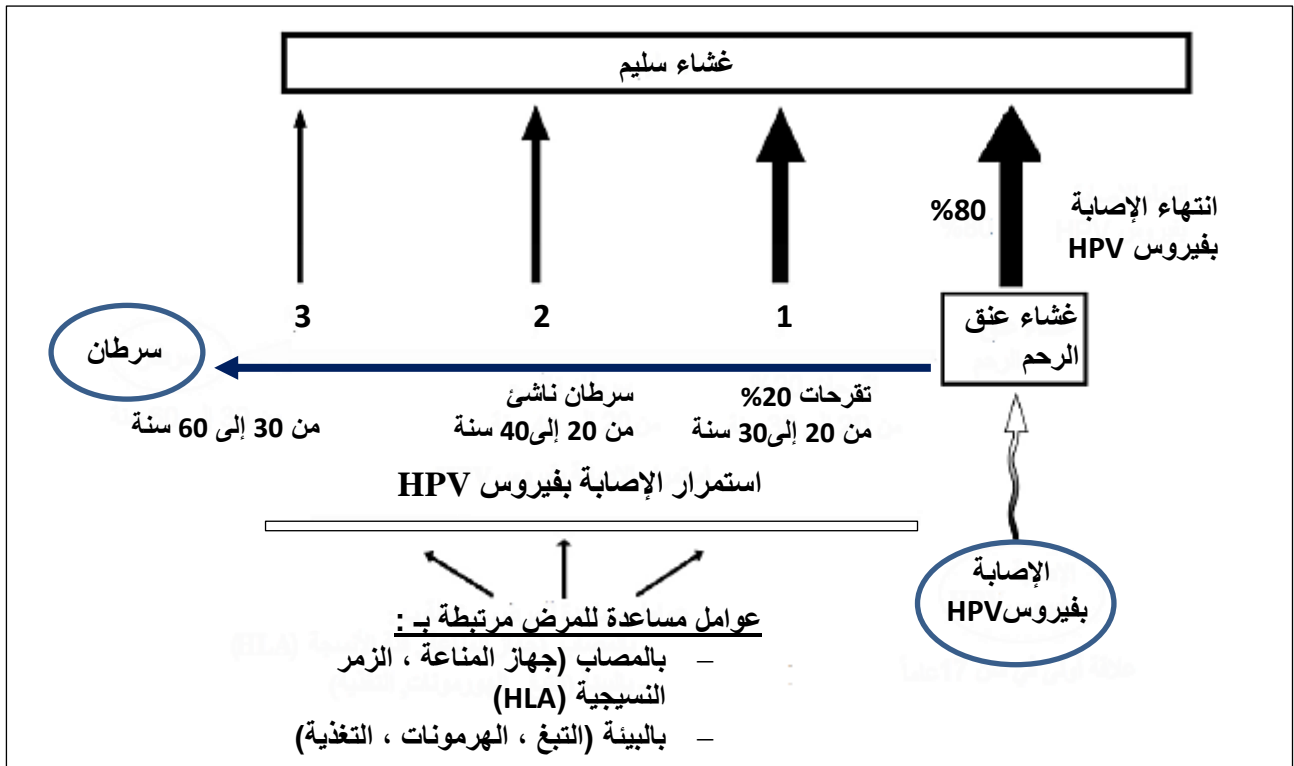 غشاء سليم
%80
انتهاء الإصابة
بفيروس HPV
غشاء عنق
الرحم
1
2
3
سرطان
تقرحات 20%
من 20 إلى30 سنة
سرطان ناشئ
من 20 إلى40 سنة
من 30 إلى 60 سنة
استمرار الإصابة بفيروس HPV
الإصابة
بفيروسHPV
عوامل مساعدة للمرض مرتبطة بـ :
– بالمصاب (جهاز المناعة ، الزمر
النسيجية (HLA)
– بالبيئة (التبغ ، الهرمونات ، التغذية)